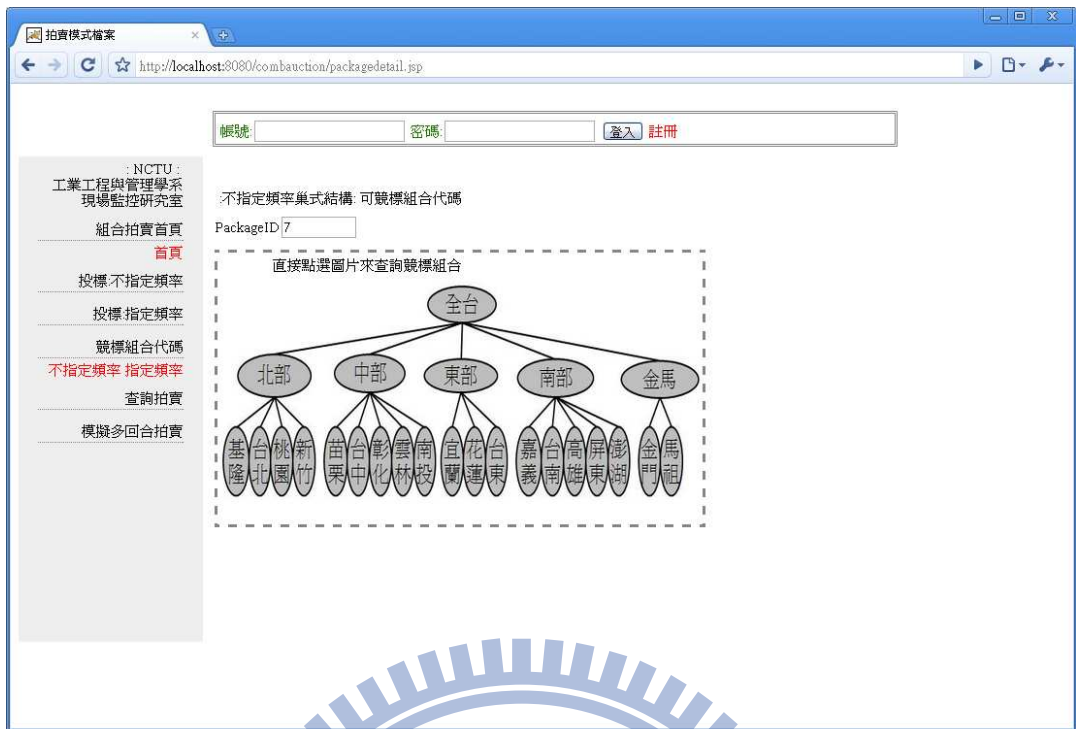 拍賣模式檔案
http://localhost:8080/combauction/packagedetail.jsp
帳號: 密碼: 登入 註冊
: NCTU :
工業工程與管理學系
現場監控研究室
組合拍賣首頁
首頁
投標:不指定頻率
投標:指定頻率
競標組合代碼
不指定頻率 指定頻率
查詢拍賣
模擬多回合拍賣
:不指定頻率巢式結構: 可競標組合代碼
PackageID 7
直接點選圖片來查詢競標組合
全台
北部 中部 東部 南部 金馬
基隆 台北 桃園 新竹 苗栗 台中 彰化 雲林 南投 宜蘭 花蓮 台東 嘉義 台南 高雄 屏東 澎湖 金門 馬祖